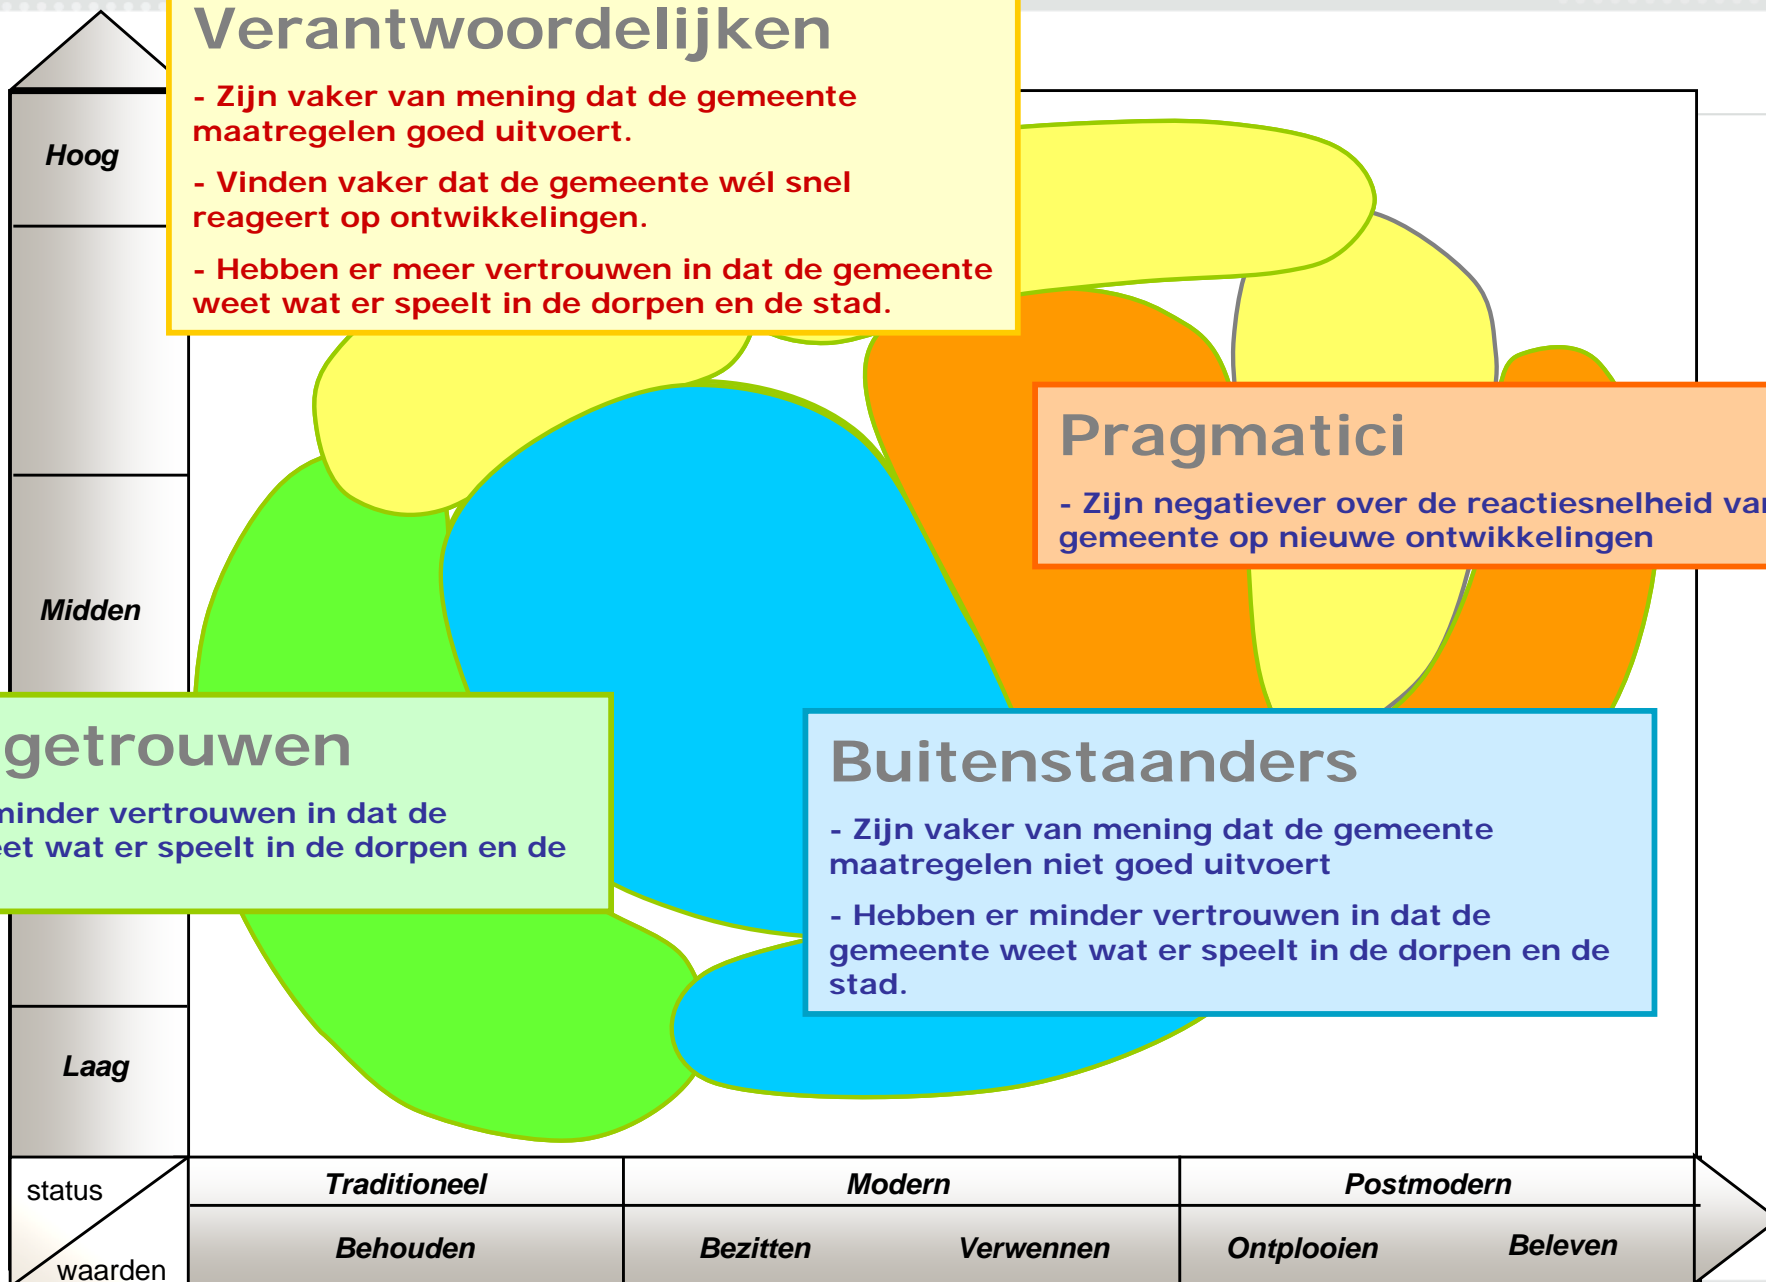 Verantwoordelijken
- Zijn vaker van mening dat de gemeente
maatregelen goed uitvoert.
- Vinden vaker dat de gemeente wél snel
reageert op ontwikkelingen.
- Hebben er meer vertrouwen in dat de gemeente
weet wat er speelt in de dorpen en de stad.
Hoog
Pragmatici
- Zijn negatiever over de reactiesnelheid
gemeente op nieuwe ontwikkelingen
Midden
getrouwen
minder vertrouwen in dat de
wat er speelt in de dorpen en de
Buitenstaanders
- Zijn vaker van mening dat de gemeente
maatregelen niet goed uitvoert
- Hebben er minder vertrouwen in dat de
gemeente weet wat er speelt in de dorpen en de
stad.
Laag
status
waarden
Traditioneel
Modern
Postmodern
Behouden
Bezitten
Verwennen
Ontplooien
Beleven